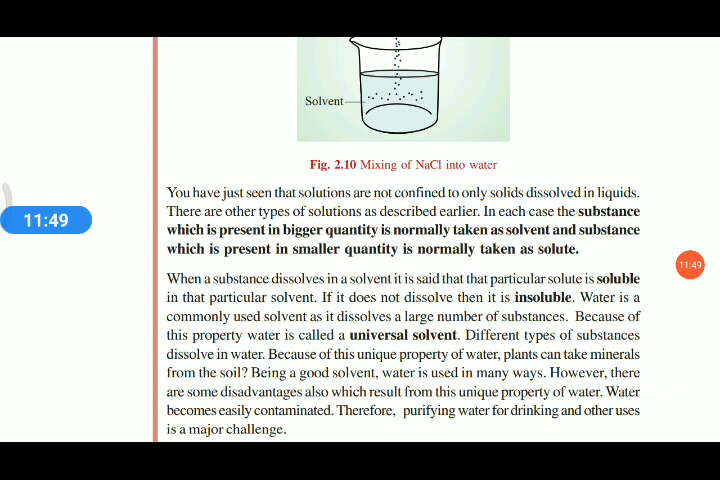 Solvent
Fig. 2.10 Mixing of NaCl into water
You have just seen that solutions are not confined to only solids dissolved in liquids.
There are other types of solutions as described earlier. In each case the substance
which is present in bigger quantity is normally taken as solvent and substance
which is present in smaller quantity is normally taken as solute.
When a substance dissolves in a solvent it is said that that particular solute is soluble
in that particular solvent. If it does not dissolve then it is insoluble. Water is a
commonly used solvent as it dissolves a large number of substances. Because of
this property water is called a universal solvent. Different types of substances
dissolve in water. Because of this unique property of water, plants can take minerals
from the soil? Being a good solvent, water is used in many ways. However, there
are some disadvantages also which result from this unique property of water. Water
becomes easily contaminated. Therefore, purifying water for drinking and other uses
is a major challenge.
11:49
11:49